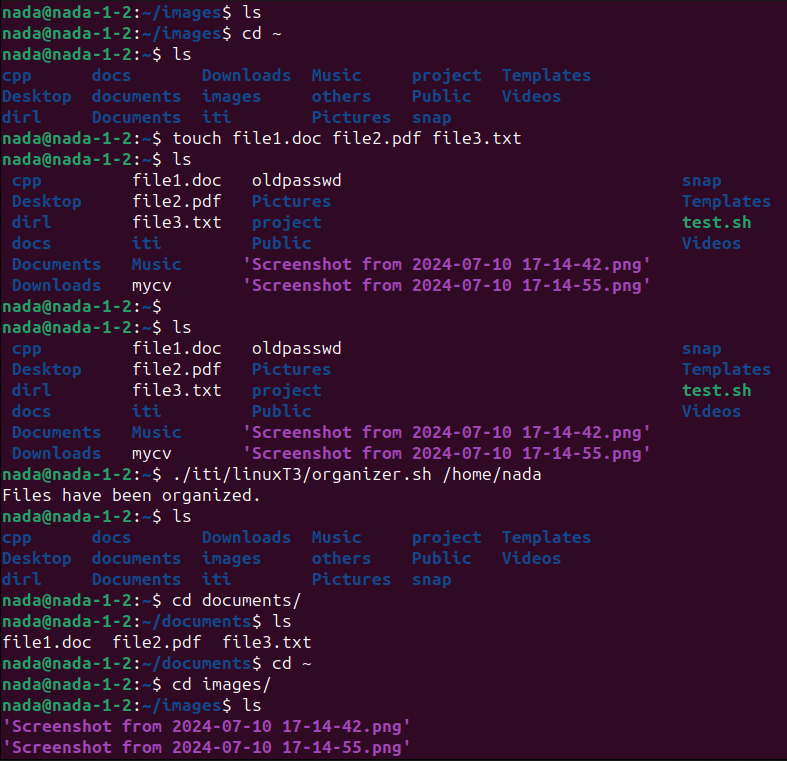 nada@nada-1-2:~/images$ ls
nada@nada-1-2:~/images$ cd ~
nada@nada-1-2:~$ ls
cpp docs Downloads Music project Templates
Desktop documents images others Public Videos
dirl Documents iti Pictures snap
nada@nada-1-2:~$ touch file1.doc file2.pdf file3.txt
nada@nada-1-2:~$ ls
cpp file1.doc oldpasswd snap
Desktop file2.pdf Pictures Templates
dirl file3.txt project test.sh
docs iti Public Videos
Documents Music 'Screenshot from 2024-07-10 17-14-42.png'
Downloads mycv 'Screenshot from 2024-07-10 17-14-55.png'
nada@nada-1-2:~$
nada@nada-1-2:~$ ls
cpp file1.doc oldpasswd snap
Desktop file2.pdf Pictures Templates
dirl file3.txt project test.sh
docs iti Public Videos
Documents Music 'Screenshot from 2024-07-10 17-14-42.png'
Downloads mycv 'Screenshot from 2024-07-10 17-14-55.png'
nada@nada-1-2:~$ ./iti/linuxT3/organizer.sh /home/nada
Files have been organized.
nada@nada-1-2:~$ ls
cpp docs Downloads Music project Templates
Desktop documents images others Public Videos
dirl Documents iti Pictures snap
nada@nada-1-2:~$ cd documents/
nada@nada-1-2:~/documents$ ls
file1.doc file2.pdf file3.txt
nada@nada-1-2:~/documents$ cd ~
nada@nada-1-2:~$ cd images/
nada@nada-1-2:~/images$ ls
'Screenshot from 2024-07-10 17-14-42.png'
'Screenshot from 2024-07-10 17-14-55.png'